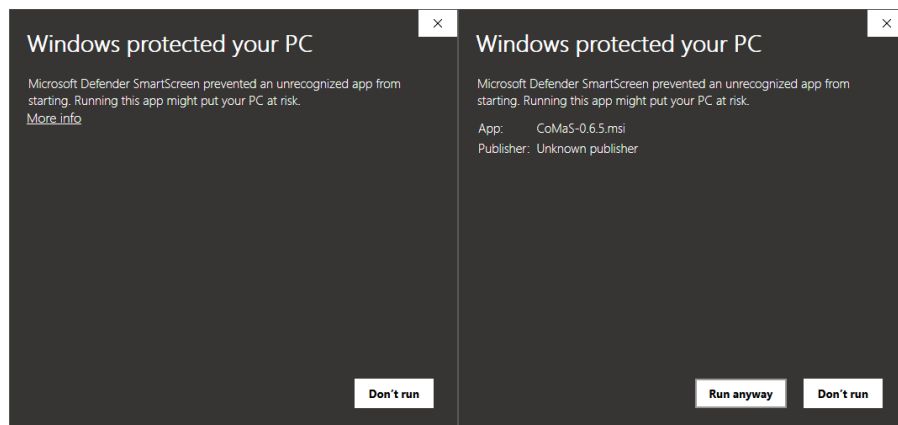 Windows protected your PC
Microsoft Defender SmartScreen prevented an unrecognized app from
starting. Running this app might put your PC at risk.
More info
Don't run
Windows protected your PC
Microsoft Defender SmartScreen prevented an unrecognized app from
starting. Running this app might put your PC at risk.
App: CoMaS-0.6.5.msi
Publisher: Unknown publisher
Run anyway Don't run